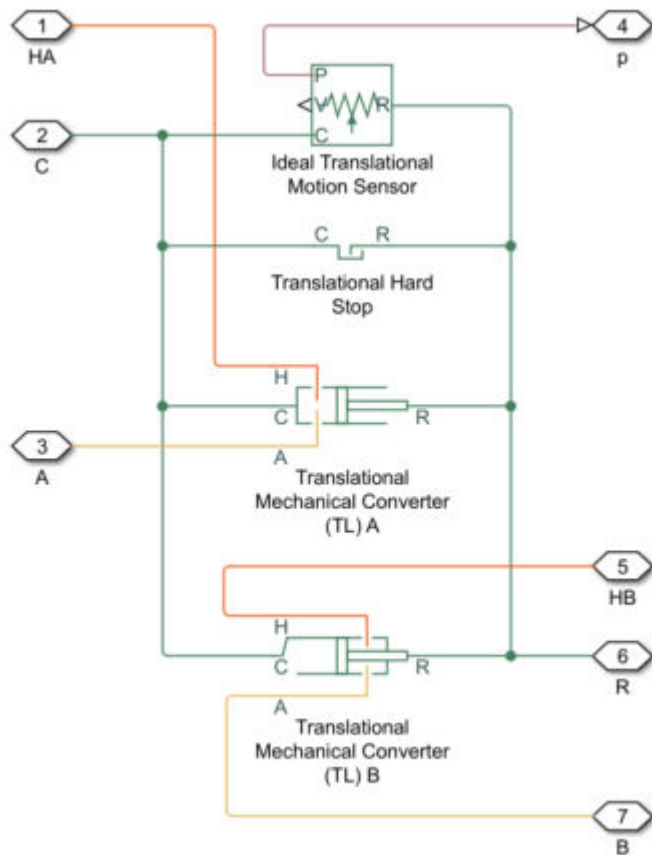 1
HA
4
p
P
V
R
C
2
C
Ideal Translational
Motion Sensor
C
R
Translational Hard
Stop
H
C
R
3
A
A
Translational
Mechanical Converter
(TL) A
5
HB
H
C
R
6
R
A
Translational
Mechanical Converter
(TL) B
7
B